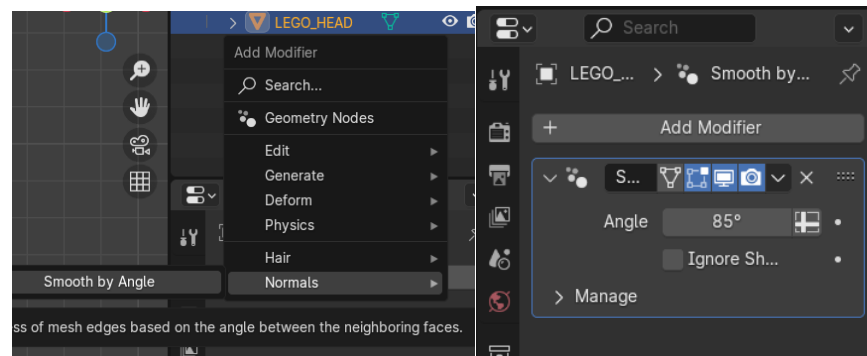 LEGO_HEAD
Add Modifier
Search...
Geometry Nodes
Edit
Generate
Deform
Physics
Hair
Normals
Smooth by Angle
ss of mesh edges based on the angle between the neighboring faces.
Search
LEGO_... > Smooth by...
+ Add Modifier
S...
Angle 85°
Ignore Sh...
Manage